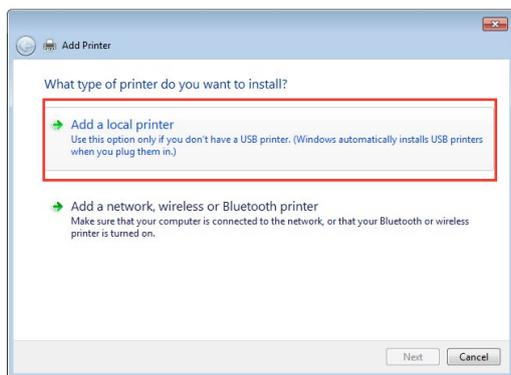 Add Printer
What type of printer do you want to install?
Add a local printer
Use this option only if you don't have a USB printer. (Windows automatically installs USB printers
when you plug them in.)
Add a network, wireless or Bluetooth printer
Make sure that your computer is connected to the network, or that your Bluetooth or wireless
printer is turned on.
Next
Cancel